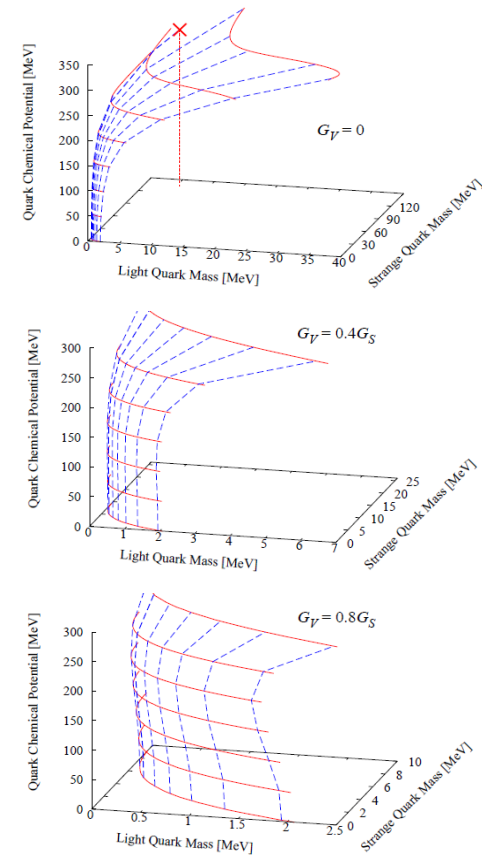 Quark Chemical Potential [MeV]
350
300
250
200
150
100
50
0
G_V = 0
0 5 10 15 20 25 30 35 40
Light Quark Mass [MeV]
0 30 60 90 120
Strange Quark Mass [MeV]
Quark Chemical Potential [MeV]
300
250
200
150
100
50
0
G_V = 0.4G_S
0 1 2 3 4 5 6 7
Light Quark Mass [MeV]
0 5 10 15 20 25
Strange Quark Mass [MeV]
Quark Chemical Potential [MeV]
300
250
200
150
100
50
0
G_V = 0.8G_S
0 0.5 1 1.5 2 2.5
Light Quark Mass [MeV]
0 2 4 6 8 10
Strange Quark Mass [MeV]